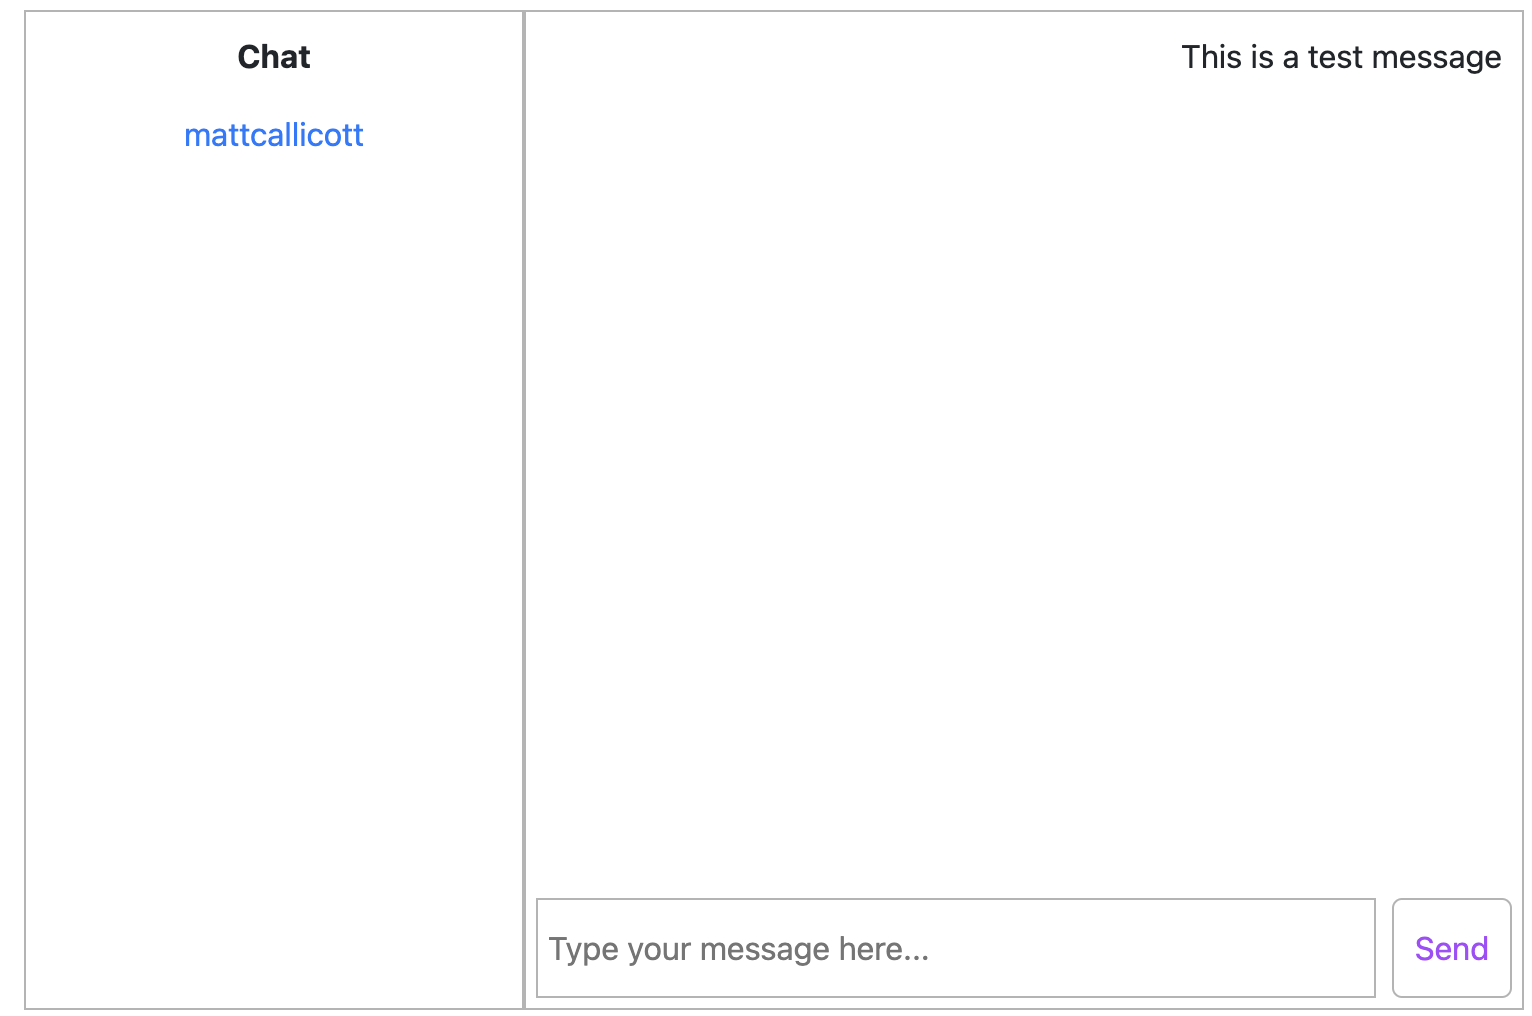 Chat
mattcallicott
This is a test message
Type your message here...
Send